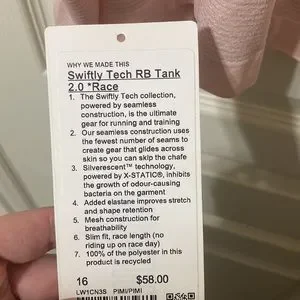 WHY WE MADE THIS
Swiftly Tech RB Tank
2.0 *Race
1. The Swiftly Tech collection,
powered by seamless
construction, is the ultimate
gear for running and training
2. Our seamless construction uses
the fewest number of seams to
create gear that glides across
skin so you can skip the chafe
3. Silverescent™ technology,
powered by X-STATIC®, inhibits
the growth of odour-causing
bacteria on the garment
4. Added elastane improves stretch
and shape retention
5. Mesh construction for
breathability
6. Slim fit, race length (no
riding up on race day)
7. 100% of the polyester in this
product is recycled
16 $58.00
LW1CN3S PIMI/PIMI